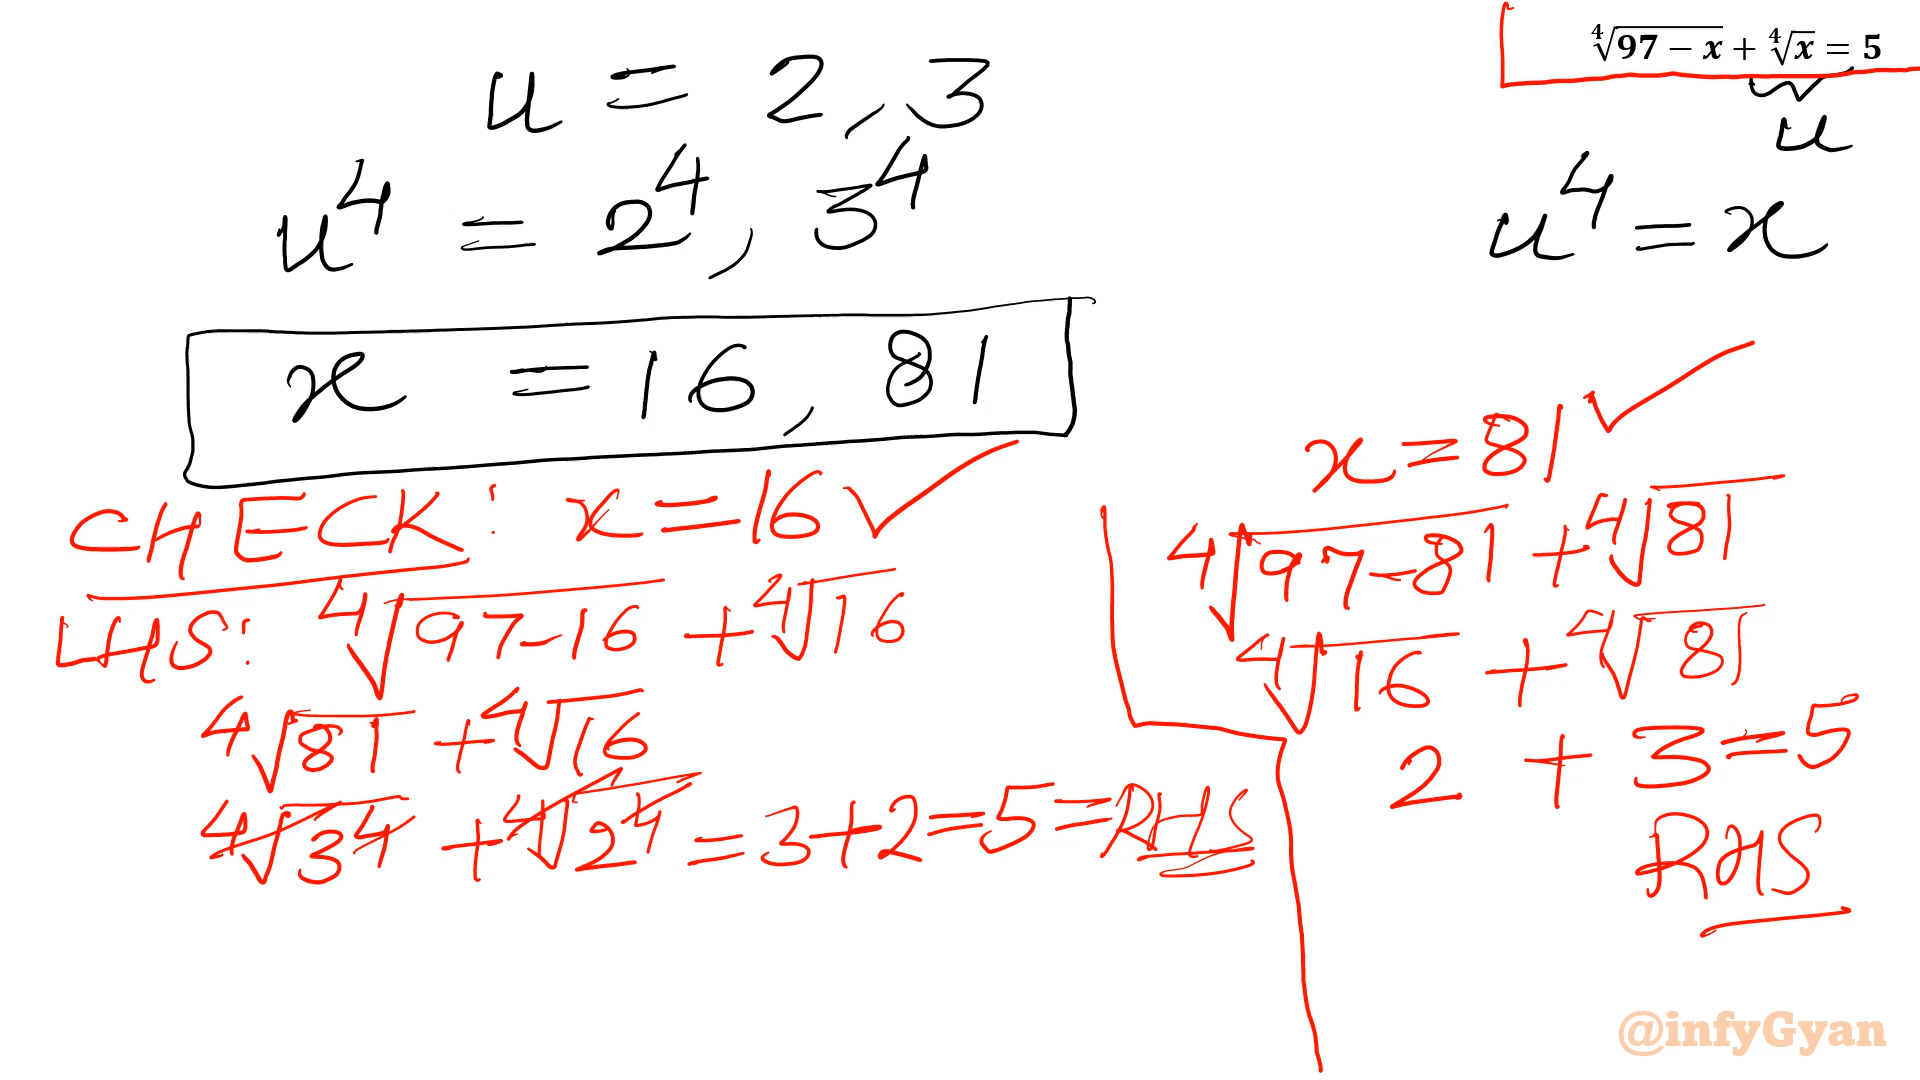 ∜(97 − x) + ∜x = 5
u
u⁴ = x
u = 2, 3
u⁴ = 2⁴, 3⁴
x = 16, 81
CHECK: x = 16 ✓
LHS: ∜(97-16) + ∜16
∜81 + ∜16
∜3⁴ + ∜2⁴ = 3+2 = 5 = RHS
x = 81 ✓
∜(97-81) + ∜81
∜16 + ∜81
2 + 3 = 5
RHS
@infyGyan